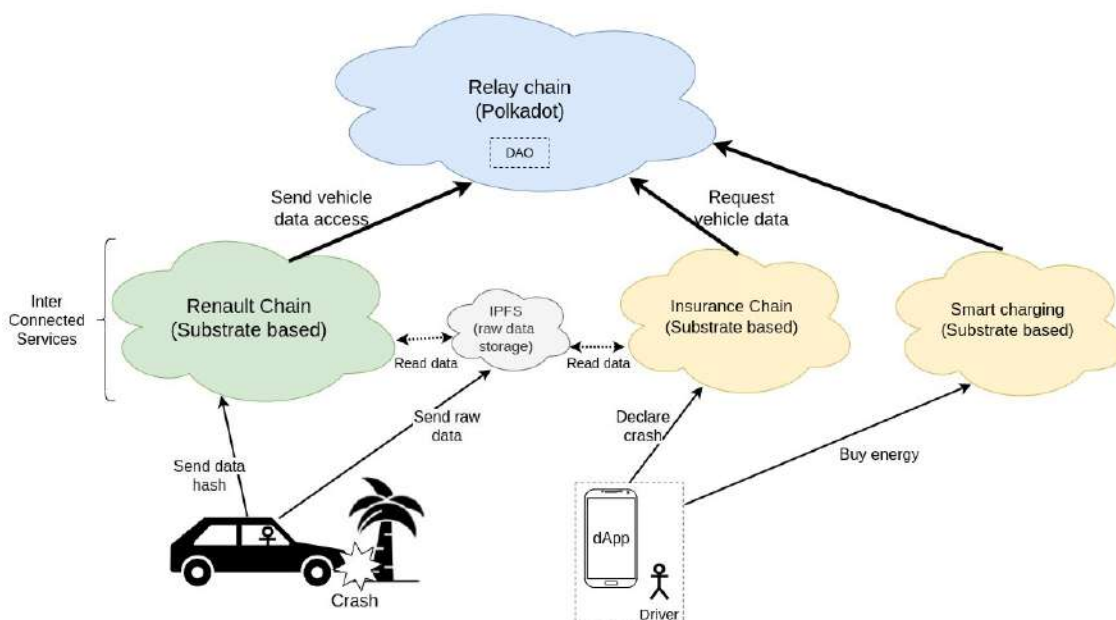 Relay chain
(Polkadot)
DAO
Send vehicle
data access
Request
vehicle data
Inter
Connected
Services
Renault Chain
(Substrate based)
IPFS
(raw data
storage)
Insurance Chain
(Substrate based)
Smart charging
(Substrate based)
Read data
Read data
Send raw
data
Declare
crash
Buy energy
Send data
hash
dApp
Crash
Driver